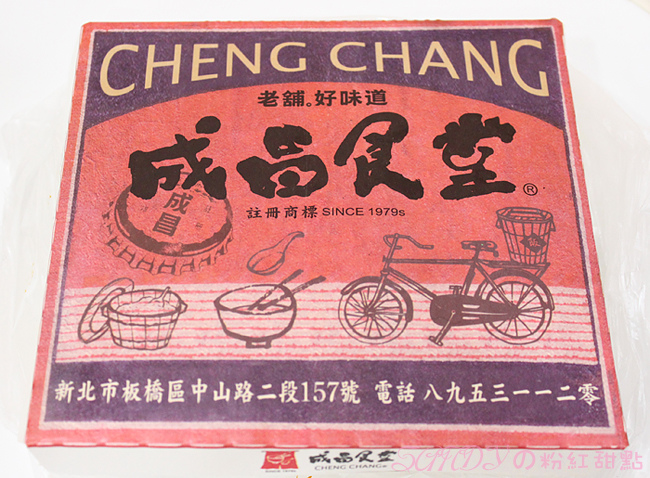 CHENG CHANG
老舖。好味道
成昌食堂®
註冊商標 SINCE 1979s
成昌
新北市板橋區中山路二段157號 電話 八九五三一一二零
成昌食堂
CHENG CHANG®
SINCE 1979s
の粉紅甜點